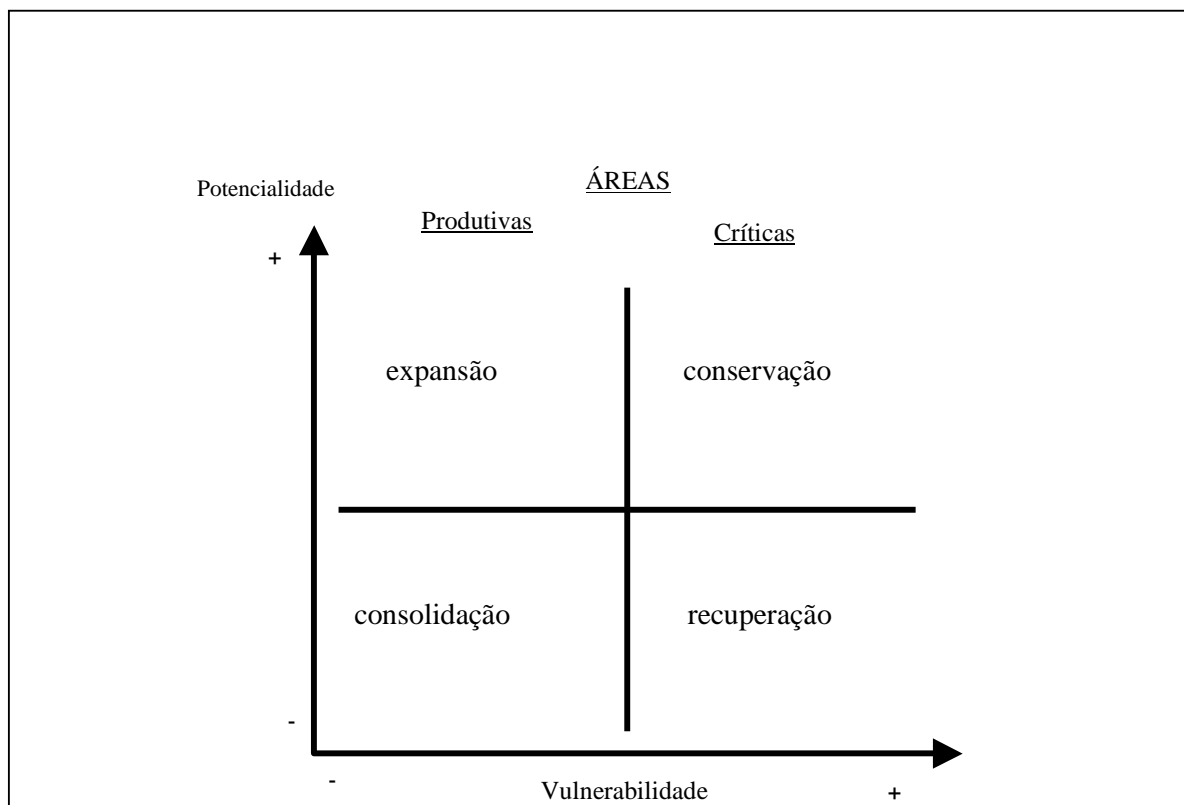 ÁREAS
Potencialidade
Produtivas
Críticas
+
expansão conservação
consolidação recuperação
-
-
Vulnerabilidade
+